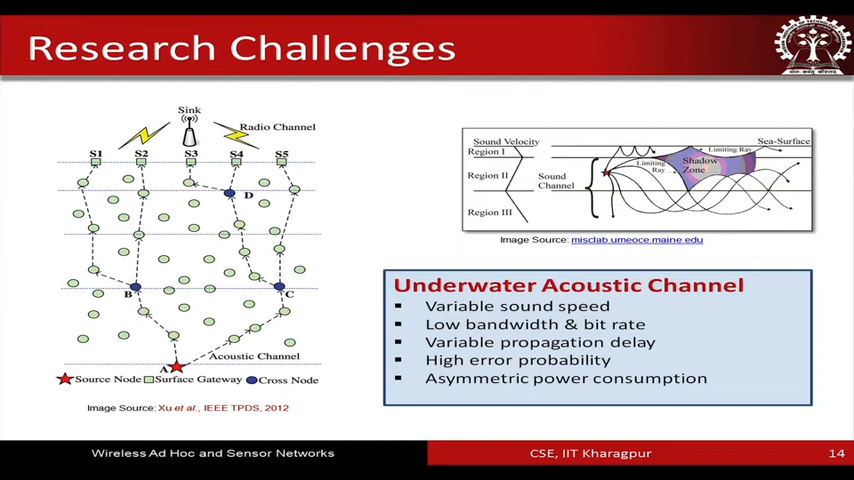 Research Challenges
Sink
Radio Channel
S1 S2 S3 S4 S5
D
B
C
A
Acoustic Channel
Source Node Surface Gateway Cross Node
Image Source: Xu et al., IEEE TPDS, 2012
Sound Velocity
Region I
Region II
Region III
Sound
Channel
Limiting
Ray
Shadow
Zone
Limiting Ray
Sea-Surface
Image Source: misclab.umeoce.maine.edu
Underwater Acoustic Channel
▪ Variable sound speed
▪ Low bandwidth & bit rate
▪ Variable propagation delay
▪ High error probability
▪ Asymmetric power consumption
Wireless Ad Hoc and Sensor Networks
CSE, IIT Kharagpur
14